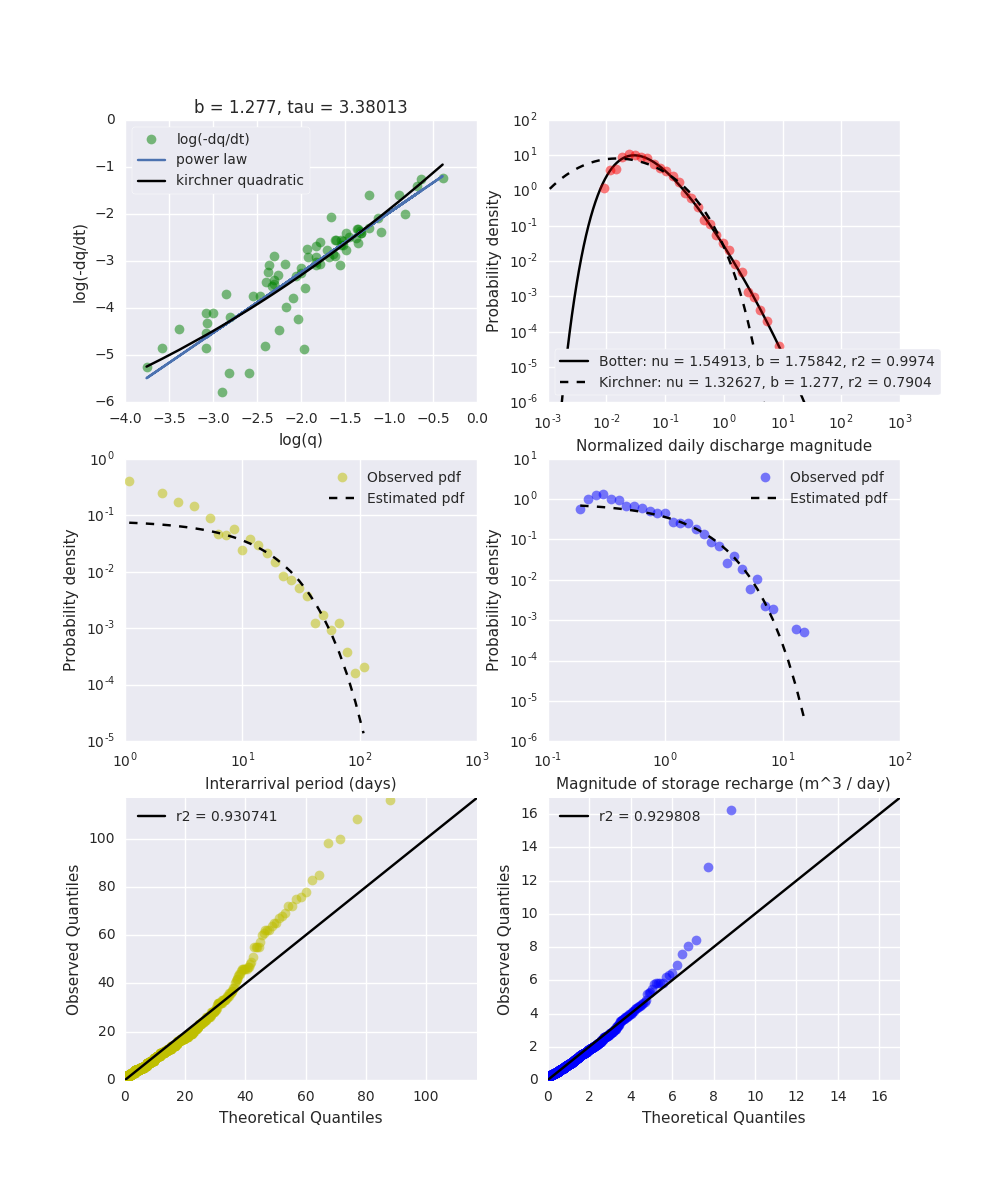 b = 1.277, tau = 3.38013
0
−1
−2
−3
−4
−5
−6
log(-dq/dt)
log(-dq/dt)
power law
kirchner quadratic
−4.0 −3.5 −3.0 −2.5 −2.0 −1.5 −1.0 −0.5 0.0
log(q)
10^2
10^1
10^0
10^-1
10^-2
10^-3
10^-4
10^-5
10^-6
Probability density
Botter: nu = 1.54913, b = 1.75842, r2 = 0.9974
Kirchner: nu = 1.32627, b = 1.277, r2 = 0.7904
10^-3 10^-2 10^-1 10^0 10^1 10^2 10^3
Normalized daily discharge magnitude
10^0
10^-1
10^-2
10^-3
10^-4
10^-5
Probability density
Observed pdf
Estimated pdf
10^0 10^1 10^2 10^3
Interarrival period (days)
10^1
10^0
10^-1
10^-2
10^-3
10^-4
10^-5
10^-6
Probability density
Observed pdf
Estimated pdf
10^-1 10^0 10^1 10^2
Magnitude of storage recharge (m^3 / day)
r2 = 0.930741
100
80
60
40
20
0
Observed Quantiles
0 20 40 60 80 100
Theoretical Quantiles
r2 = 0.929808
16
14
12
10
8
6
4
2
0
Observed Quantiles
0 2 4 6 8 10 12 14 16
Theoretical Quantiles